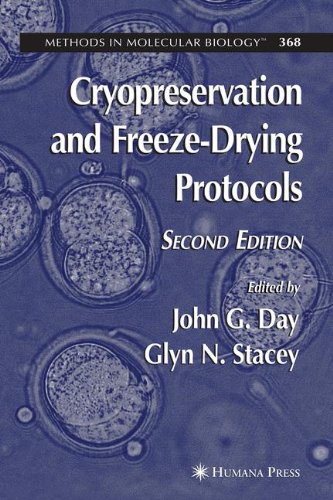 METHODS IN MOLECULAR BIOLOGY™ 368
Cryopreservation
and Freeze-Drying
Protocols
SECOND EDITION
Edited by
John G. Day
Glyn N. Stacey
HUMANA PRESS